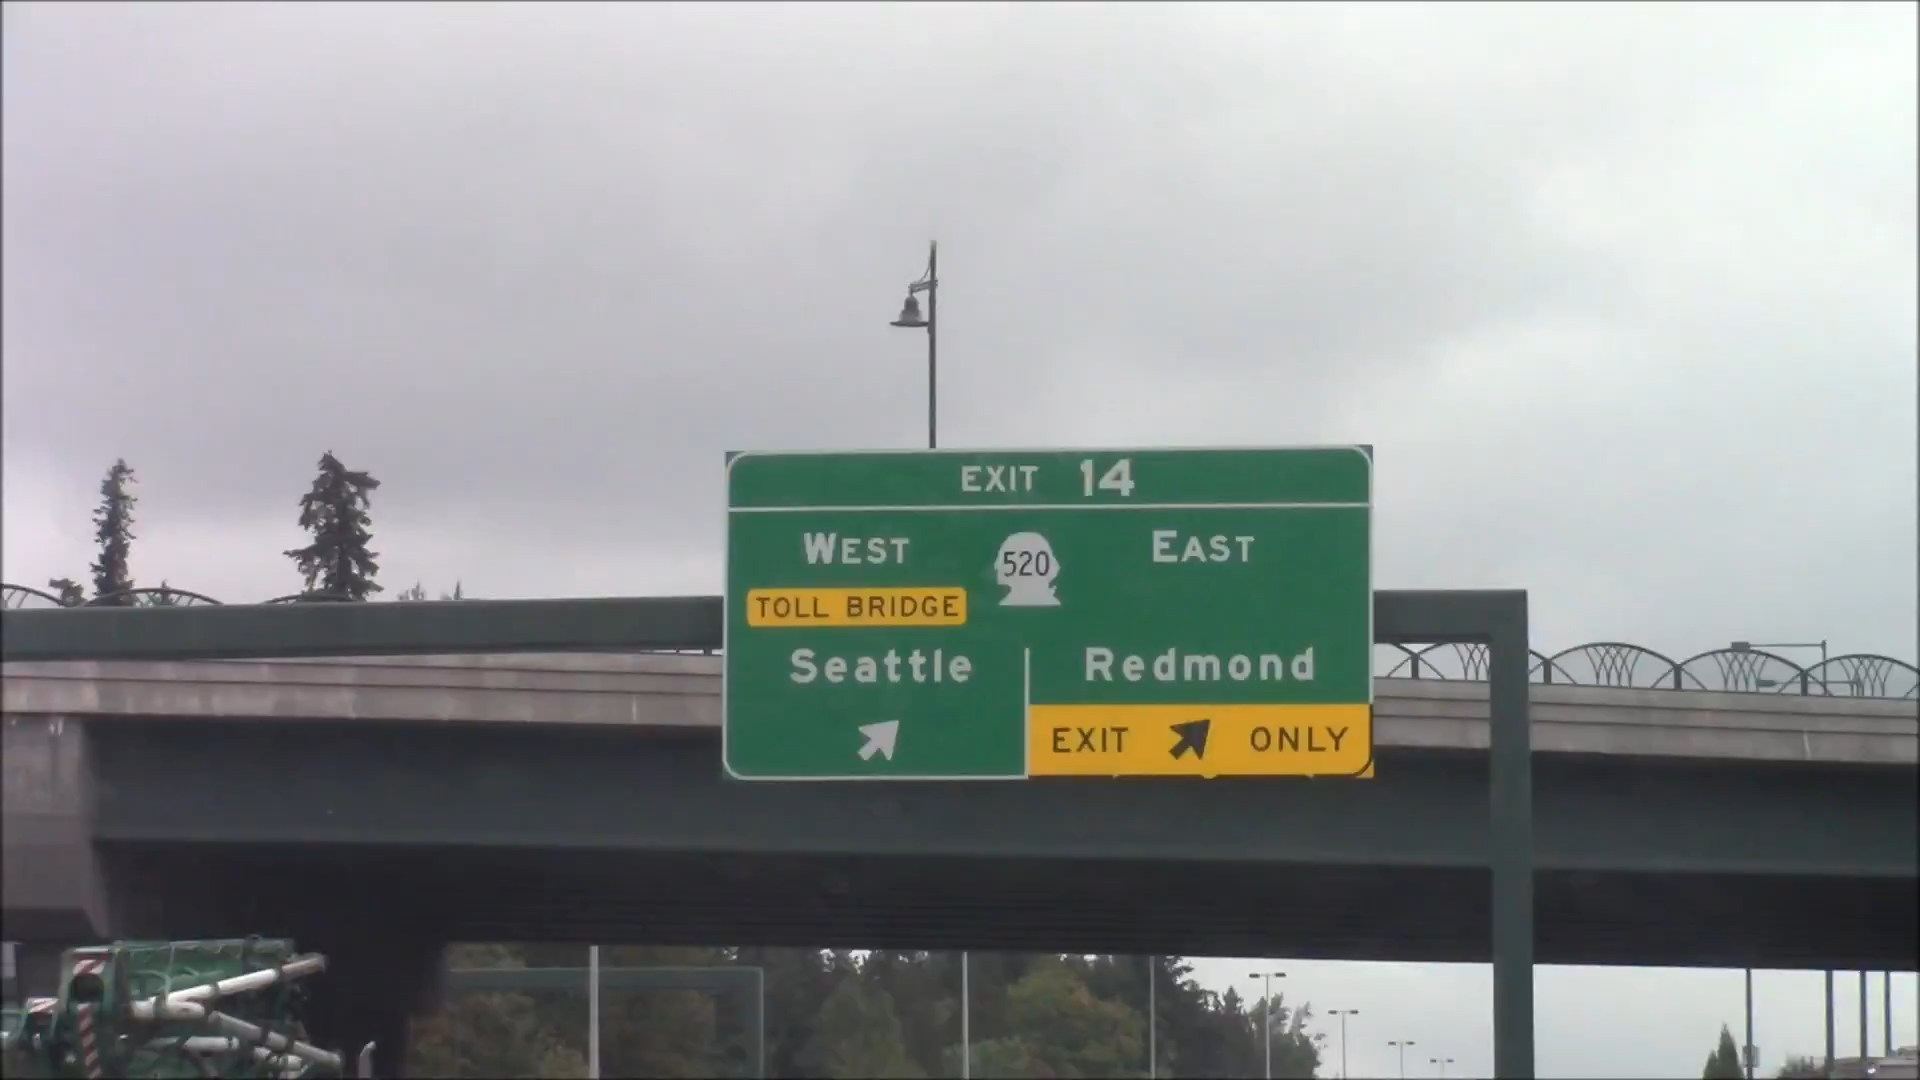 EXIT 14
WEST 520 EAST
TOLL BRIDGE
Seattle Redmond
EXIT ONLY